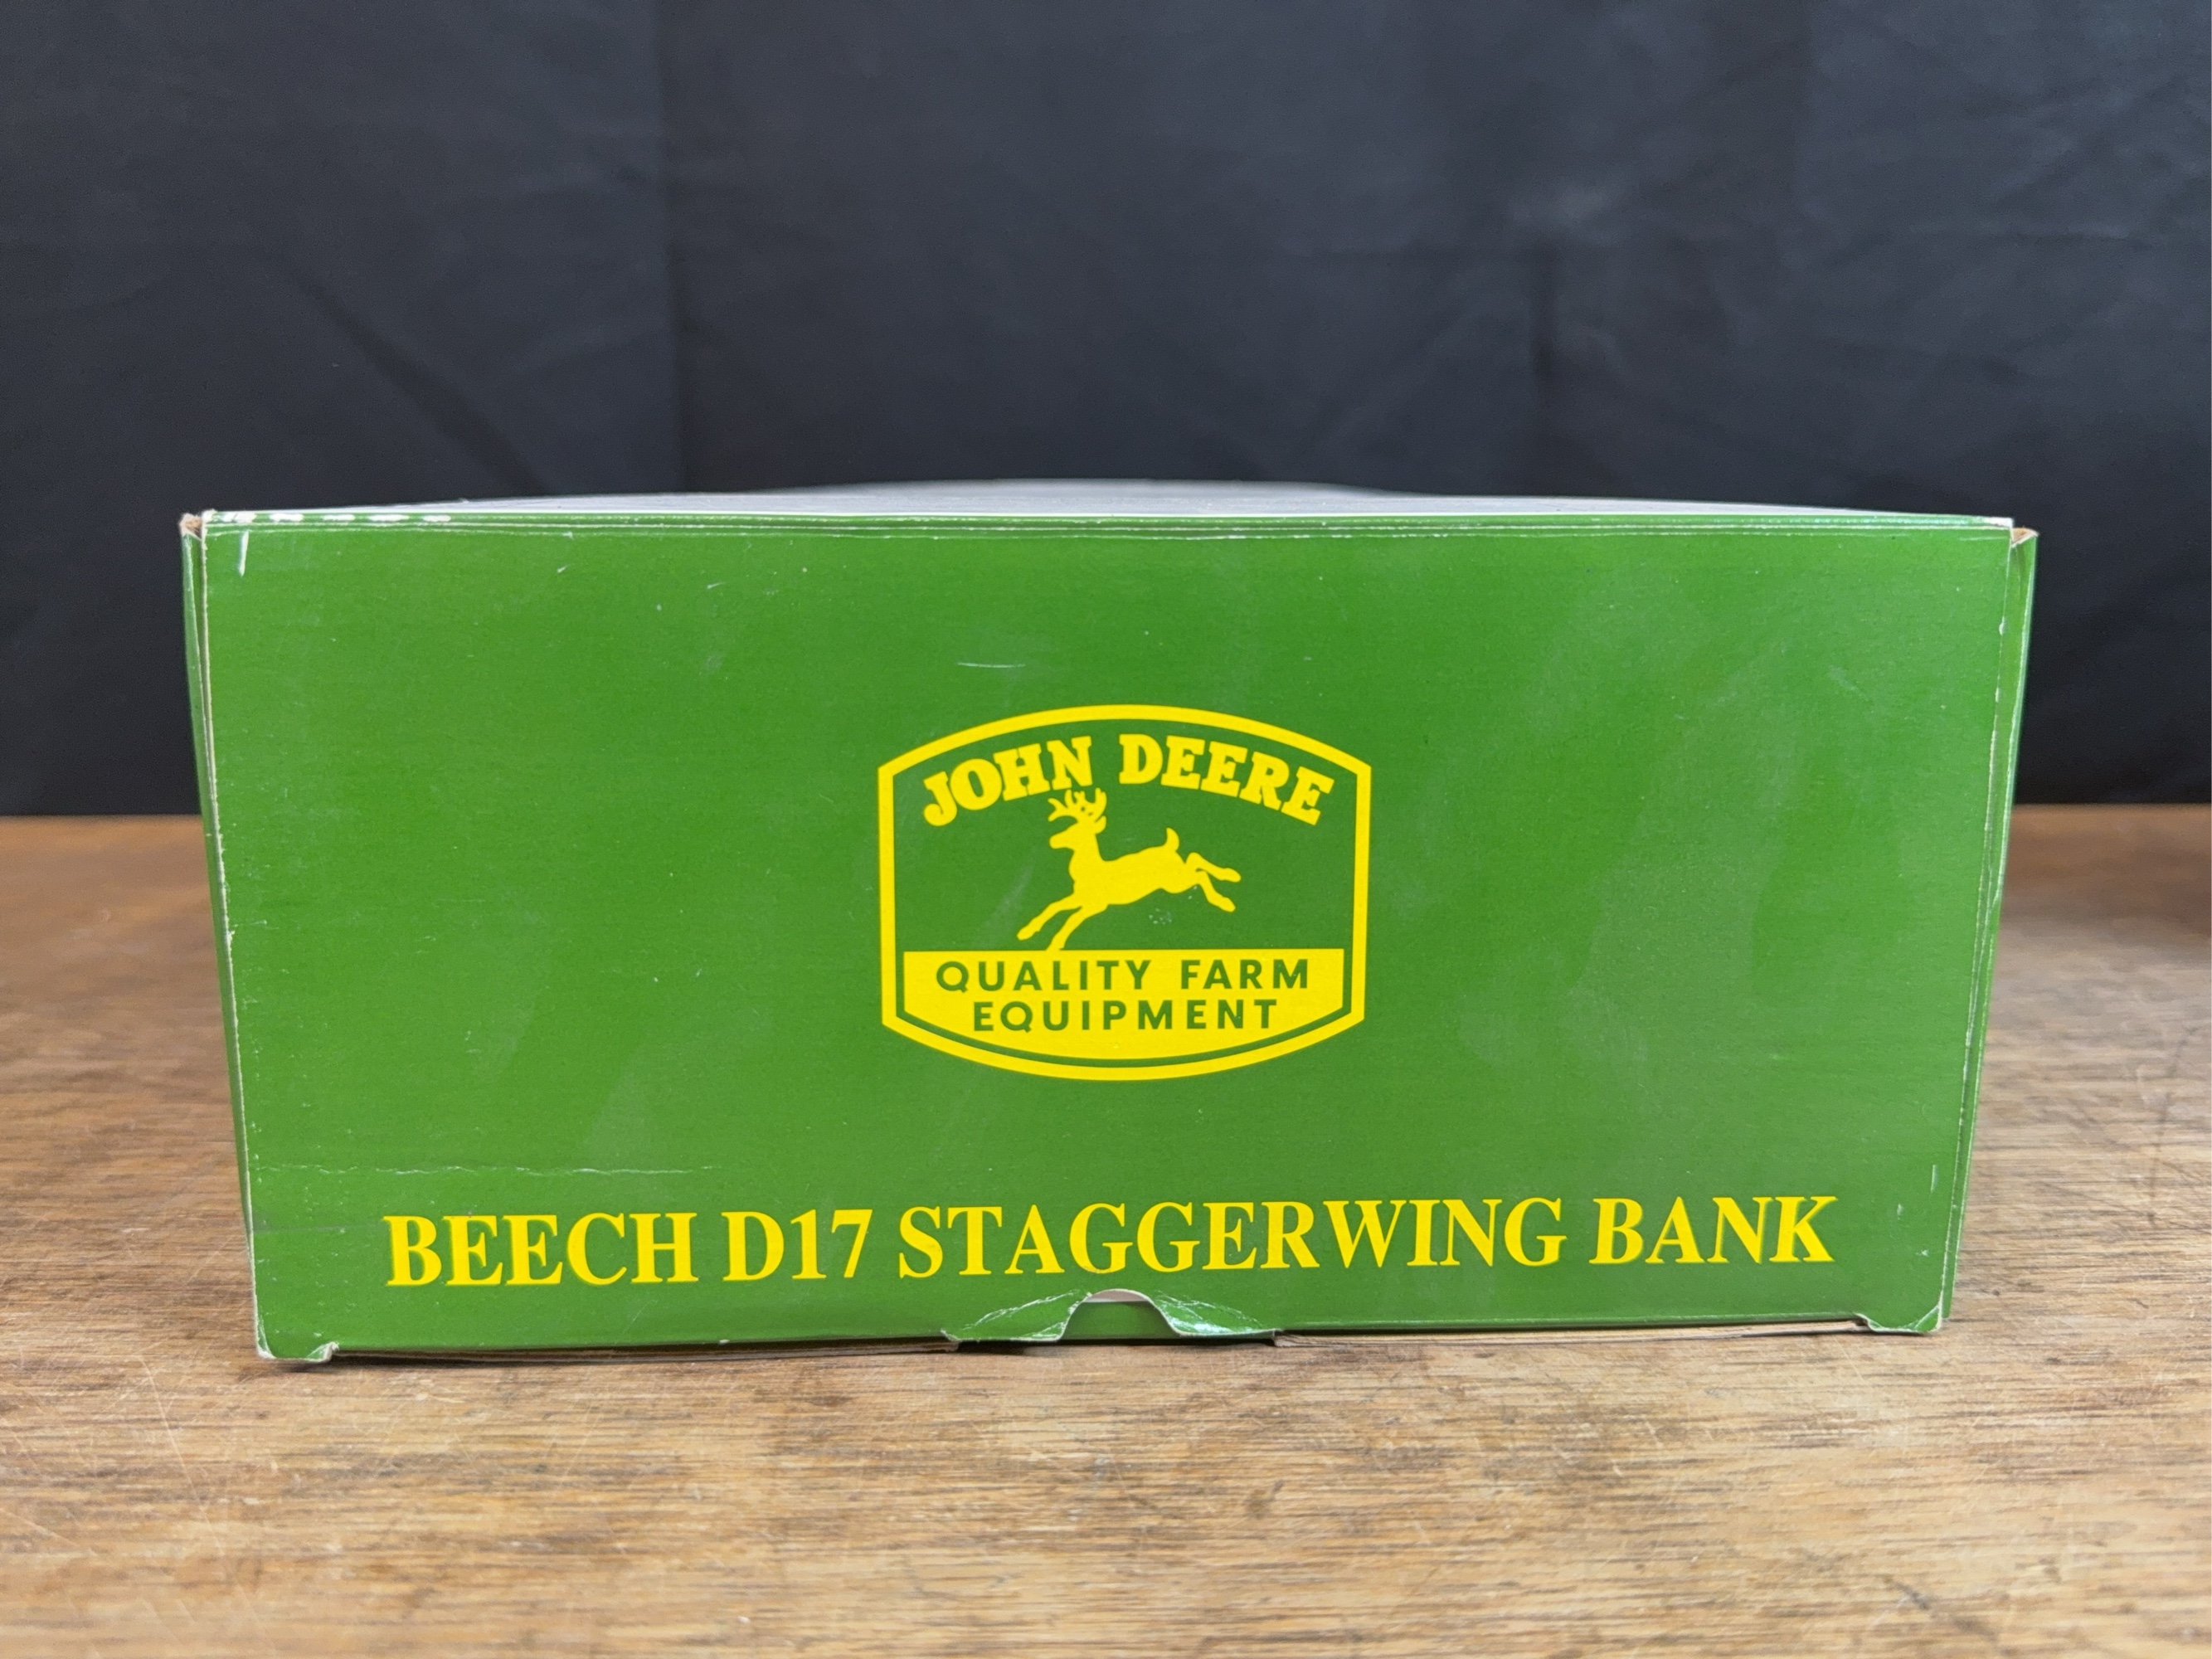 JOHN DEERE
QUALITY FARM
EQUIPMENT
BEECH D17 STAGGERWING BANK